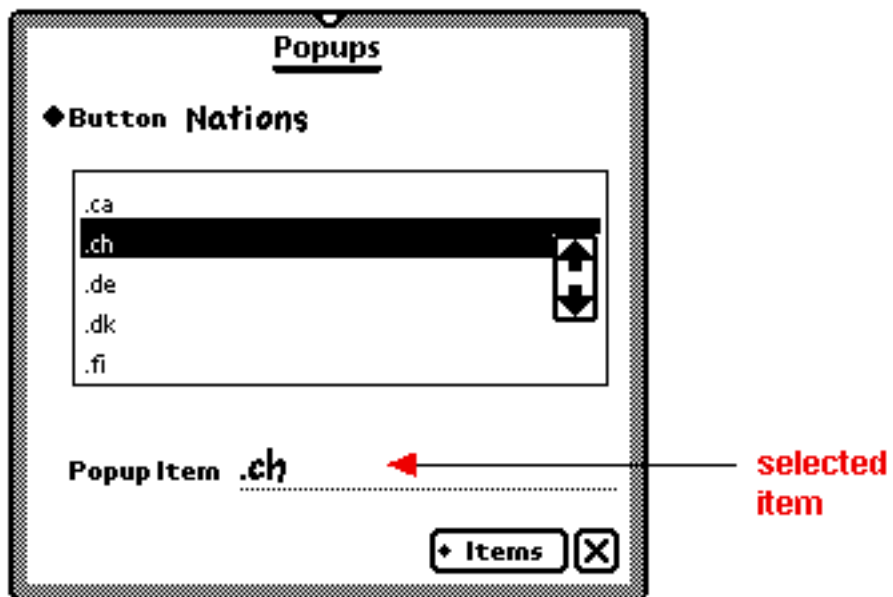 Popups
Button Nations
.ca
.ch
.de
.dk
.fi
Popup Item .ch
selected
item
Items